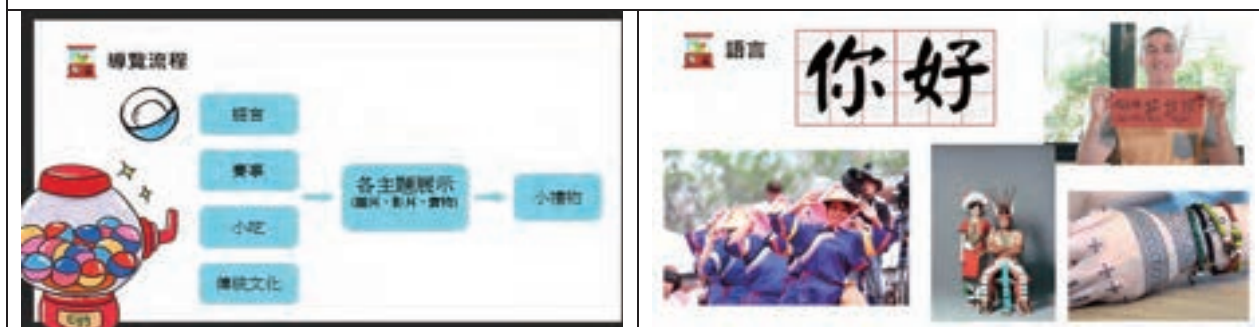 導覽流程
語言
賽事
小吃
傳統文化
各主題展示
(圖片、影片、實物)
小禮物
語言
你好